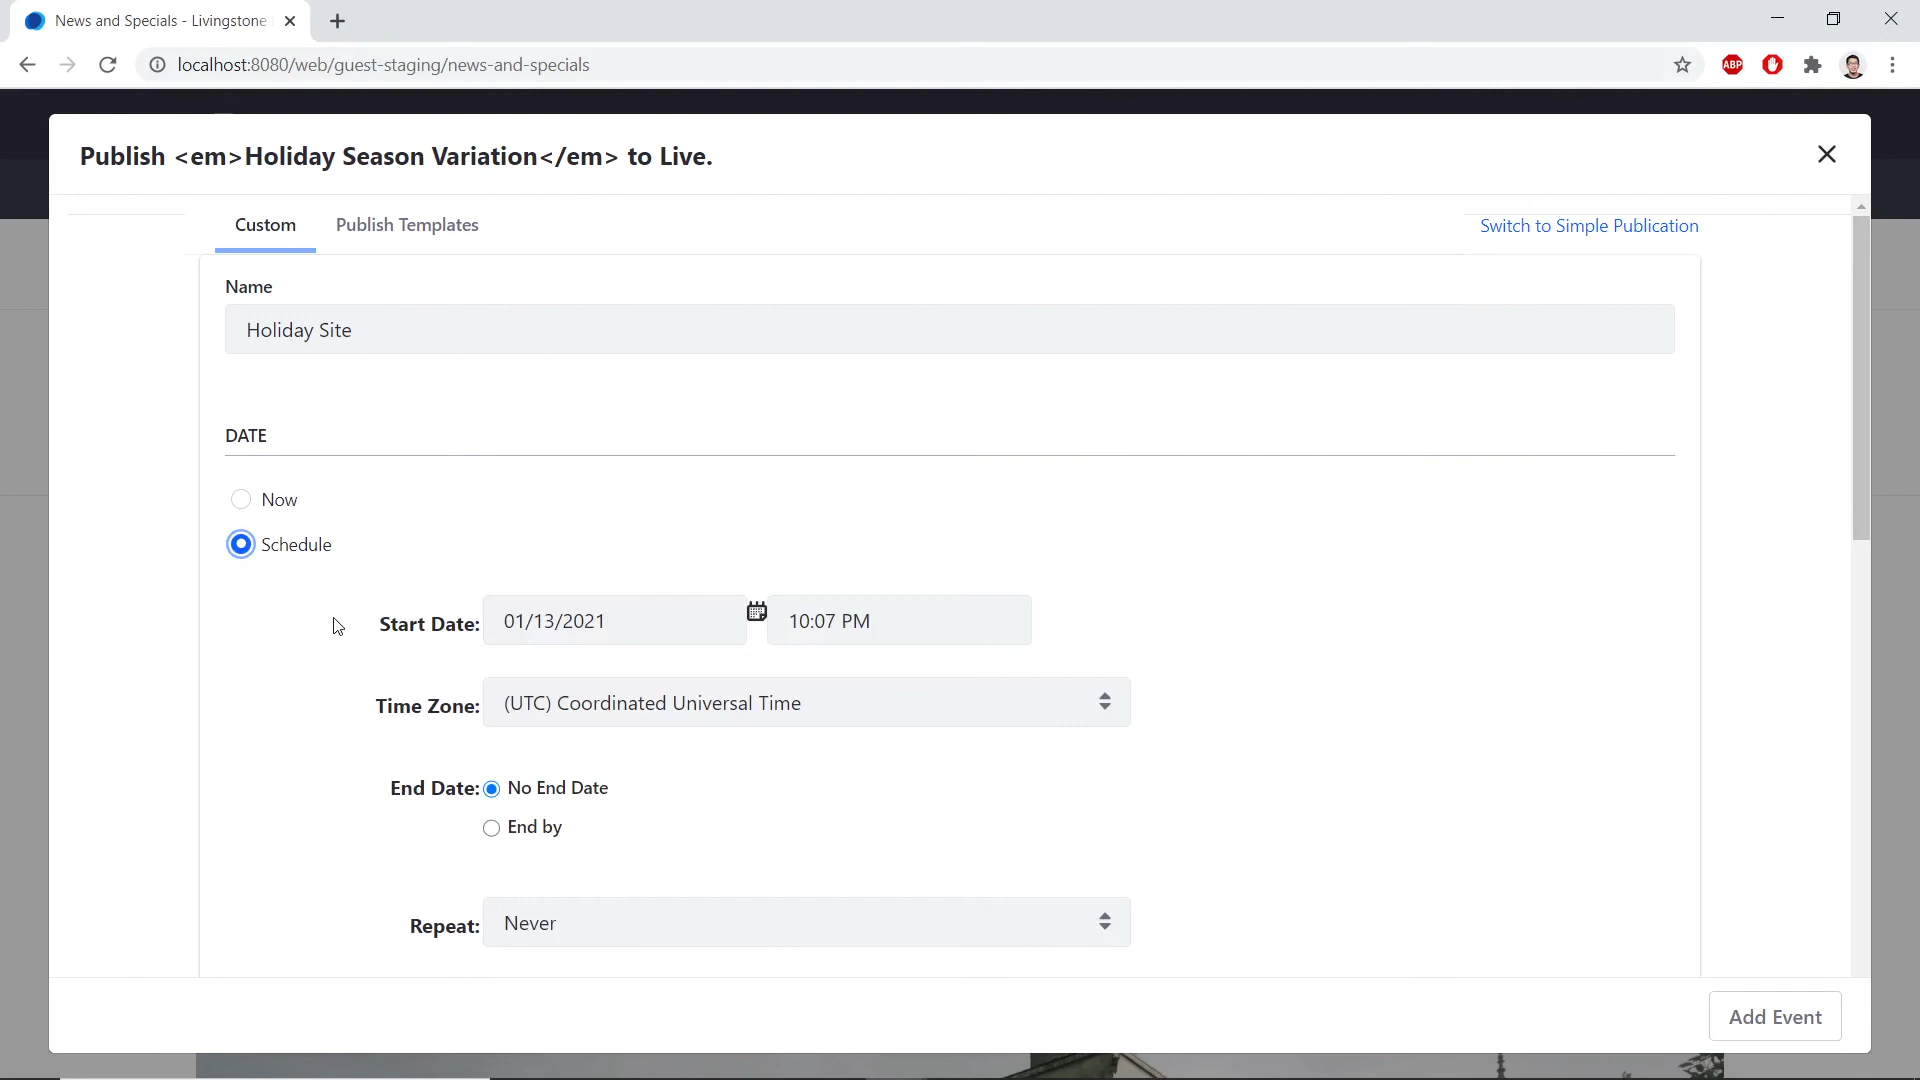 News and Specials - Livingstone
localhost:8080/web/guest-staging/news-and-specials
ABP
Publish <em>Holiday Season Variation</em> to Live.
Custom
Publish Templates
Switch to Simple Publication
Name
Holiday Site
DATE
Now
Schedule
Start Date: 01/13/2021 10:07 PM
Time Zone: (UTC) Coordinated Universal Time
End Date: No End Date
End by
Repeat: Never
Add Event